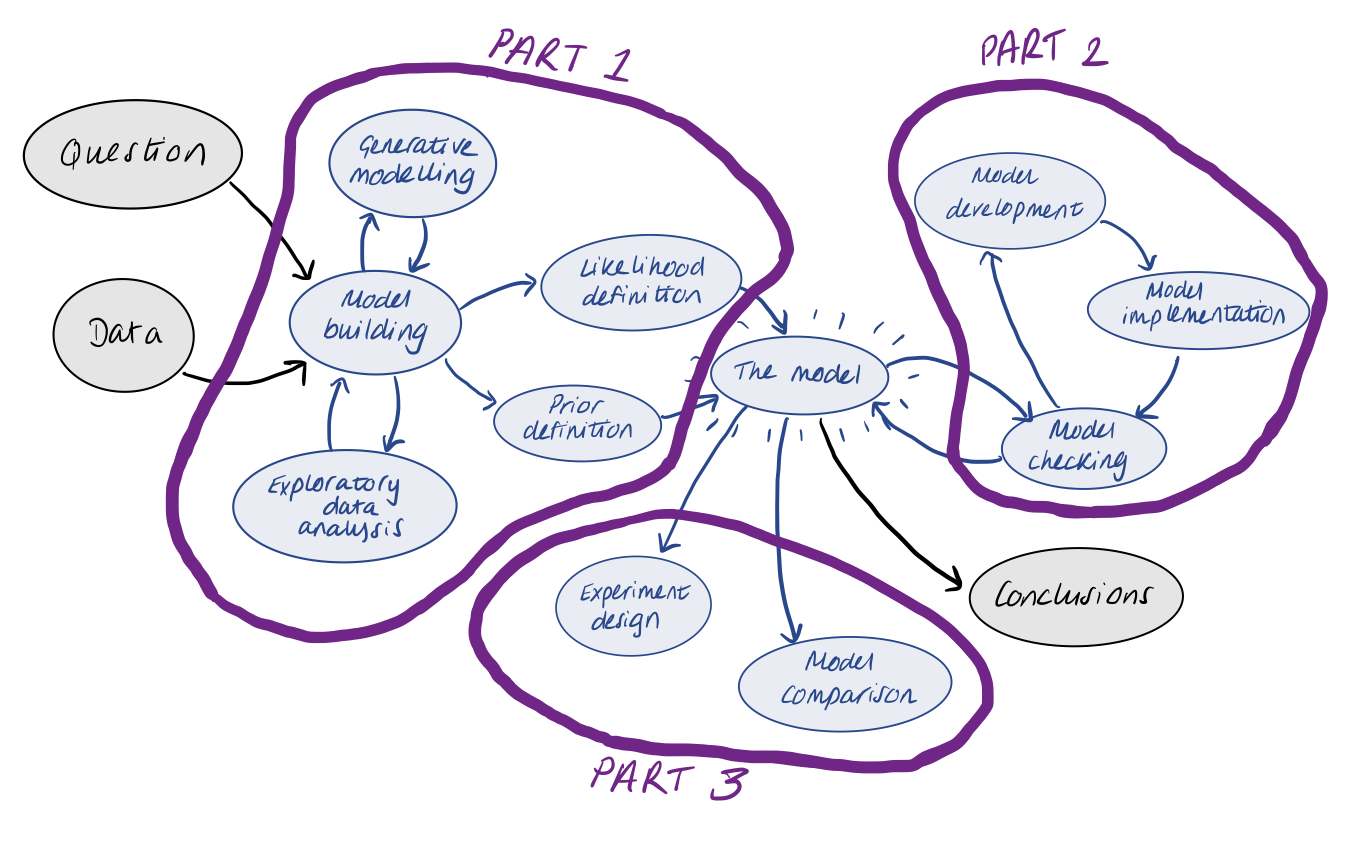 PART 1
PART 2
Question
Generative
modelling
Model
development
Data
Model
building
Likelihood
definition
Model
implementation
The model
Prior
definition
Model
checking
Exploratory
data
analysis
Experiment
design
Conclusions
Model
comparison
PART 3